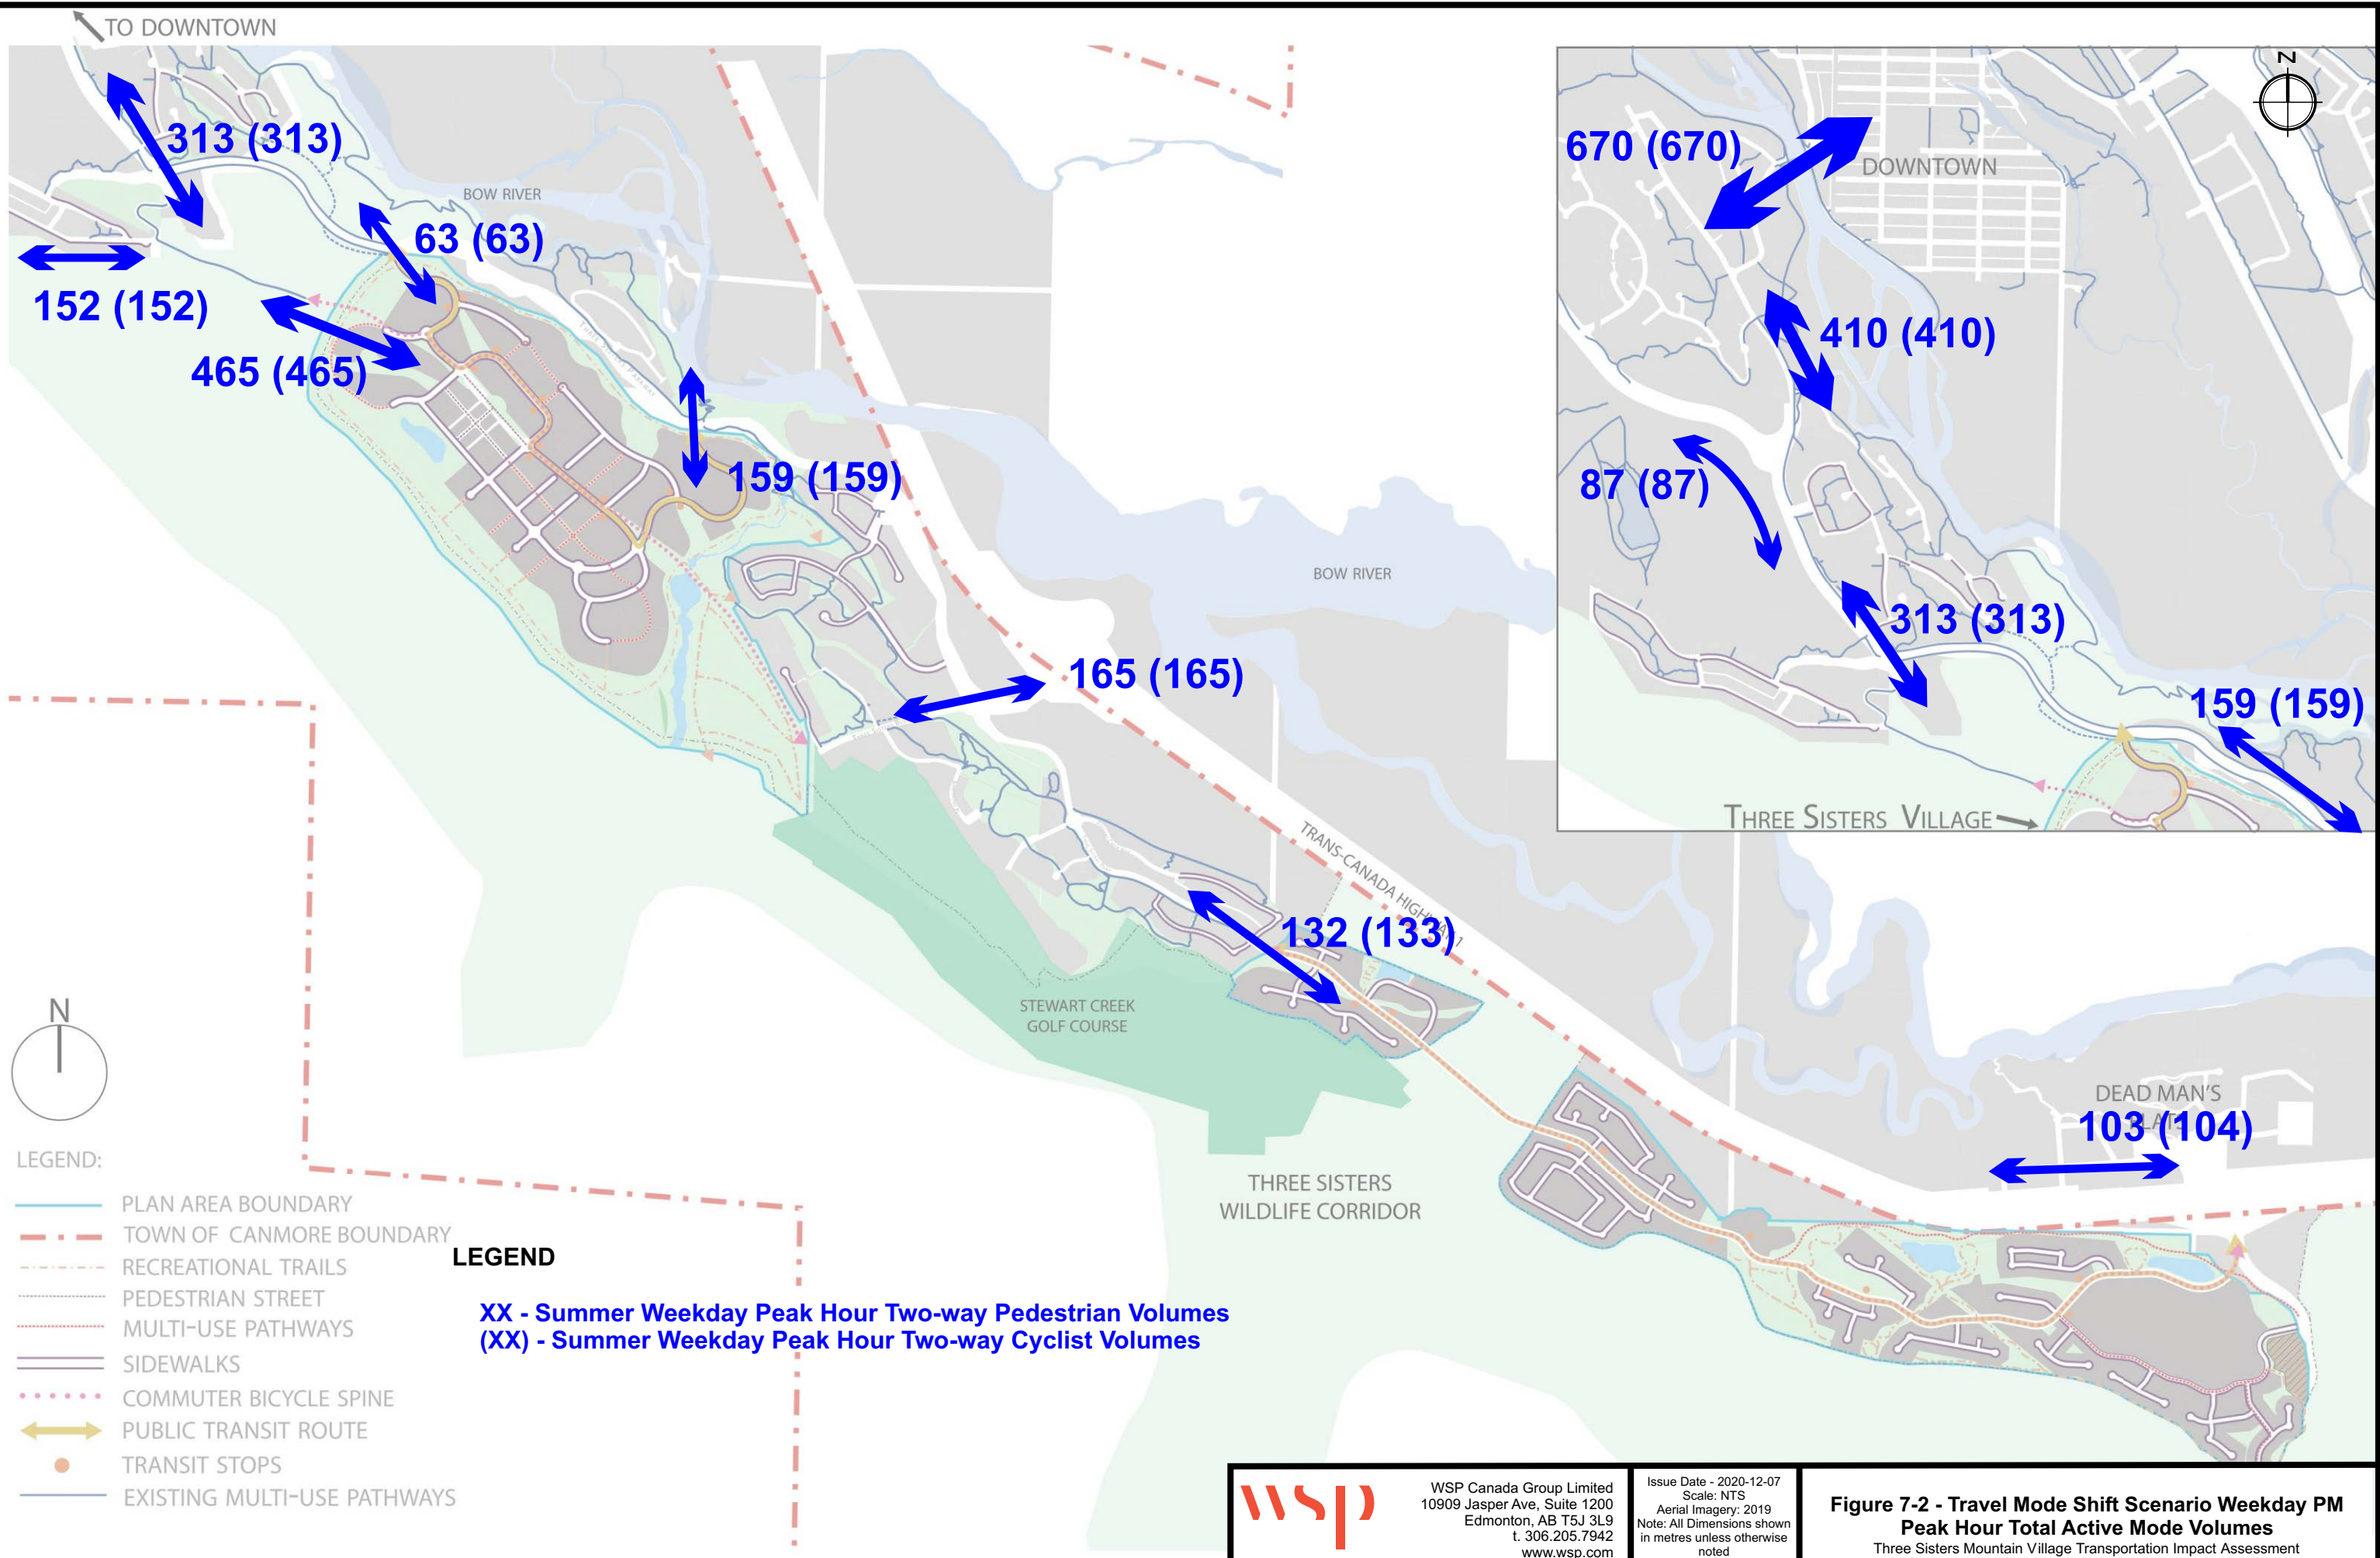 TO DOWNTOWN
313 (313)
BOW RIVER
63 (63)
152 (152)
465 (465)
THREE SISTERS PARKWAY
159 (159)
BOW RIVER
165 (165)
TRANS-CANADA HIGHWAY 1
132 (133)
STEWART CREEK
GOLF COURSE
THREE SISTERS
WILDLIFE CORRIDOR
DEAD MAN'S
FLATS
103 (104)
N
670 (670)
DOWNTOWN
410 (410)
87 (87)
313 (313)
159 (159)
THREE SISTERS VILLAGE
N
LEGEND:
PLAN AREA BOUNDARY
TOWN OF CANMORE BOUNDARY
RECREATIONAL TRAILS
PEDESTRIAN STREET
MULTI-USE PATHWAYS
SIDEWALKS
COMMUTER BICYCLE SPINE
PUBLIC TRANSIT ROUTE
TRANSIT STOPS
EXISTING MULTI-USE PATHWAYS
LEGEND
XX - Summer Weekday Peak Hour Two-way Pedestrian Volumes
(XX) - Summer Weekday Peak Hour Two-way Cyclist Volumes
wsp
WSP Canada Group Limited
10909 Jasper Ave, Suite 1200
Edmonton, AB T5J 3L9
t. 306.205.7942
www.wsp.com
Issue Date - 2020-12-07
Scale: NTS
Aerial Imagery: 2019
Note: All Dimensions shown
in metres unless otherwise
noted
Figure 7-2 - Travel Mode Shift Scenario Weekday PM
Peak Hour Total Active Mode Volumes
Three Sisters Mountain Village Transportation Impact Assessment